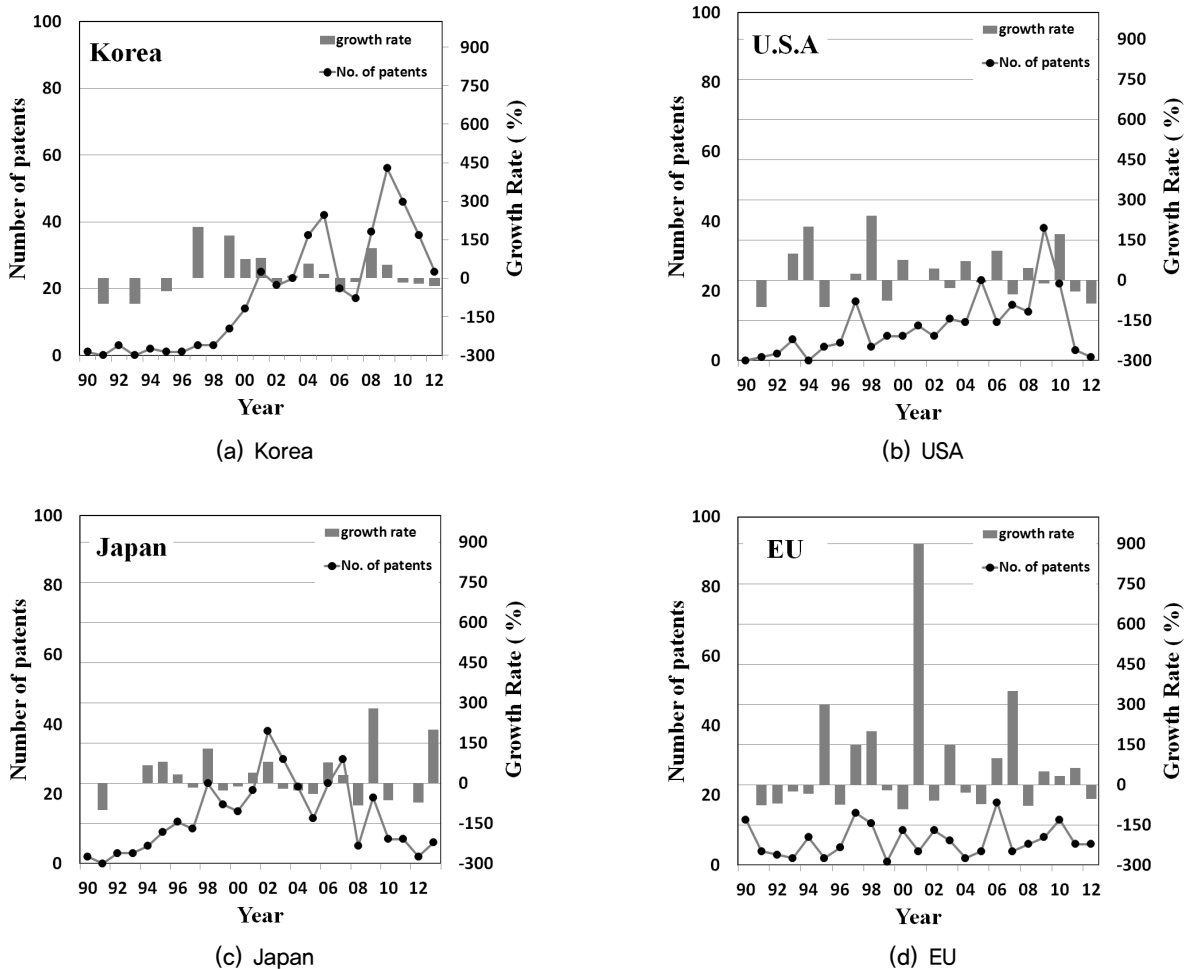 Korea
growth rate
No. of patents
Number of patents
100
80
60
40
20
0
Growth Rate ( %)
900
750
600
450
300
150
0
-150
-300
90 92 94 96 98 00 02 04 06 08 10 12
Year
(a) Korea
U.S.A
growth rate
No. of patents
Number of patents
100
80
60
40
20
0
Growth Rate ( %)
900
750
600
450
300
150
0
-150
-300
90 92 94 96 98 00 02 04 06 08 10 12
Year
(b) USA
Japan
growth rate
No. of patents
Number of patents
100
80
60
40
20
0
Growth Rate ( %)
900
750
600
450
300
150
0
-150
-300
90 92 94 96 98 00 02 04 06 08 10 12
Year
(c) Japan
EU
growth rate
No. of patents
Number of patents
100
80
60
40
20
0
Growth Rate ( %)
900
750
600
450
300
150
0
-150
-300
90 92 94 96 98 00 02 04 06 08 10 12
Year
(d) EU